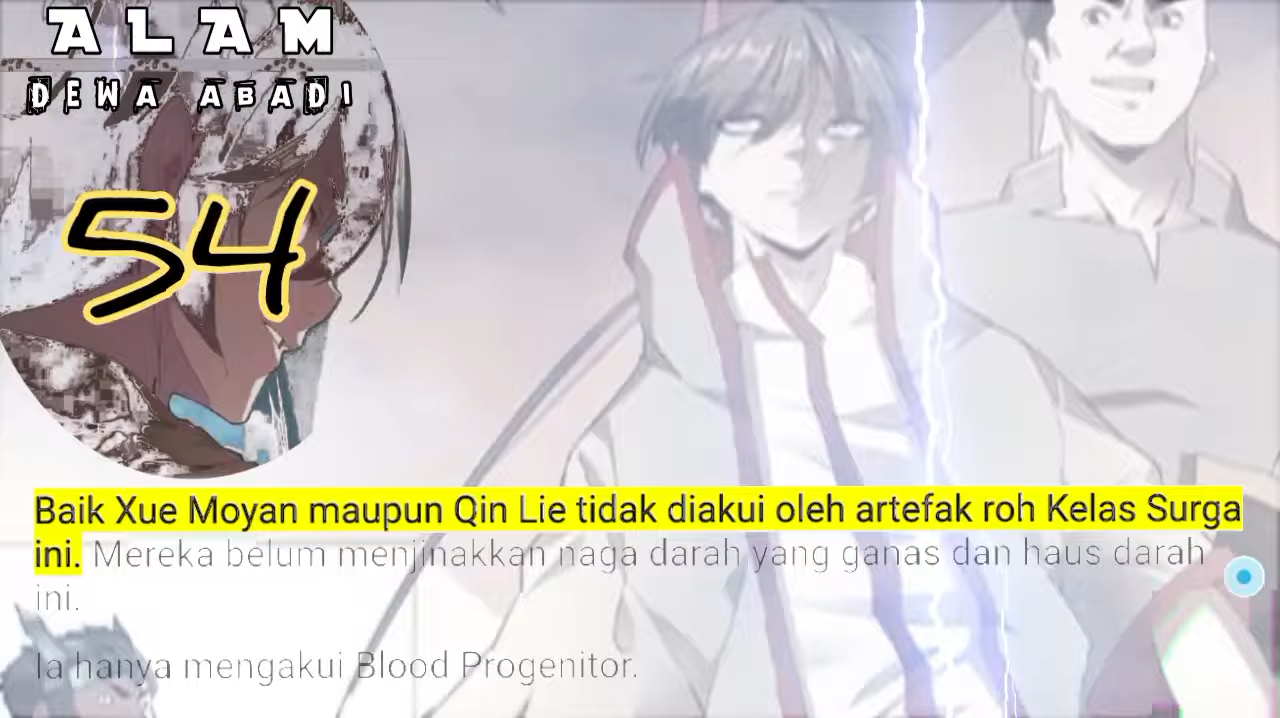 ALAM
DEWA ABADI
54
Baik Xue Moyan maupun Qin Lie tidak diakui oleh artefak roh Kelas Surga
ini. Mereka belum menjinakkan naga darah yang ganas dan haus darah
ini.
Ia hanya mengakui Blood Progenitor.